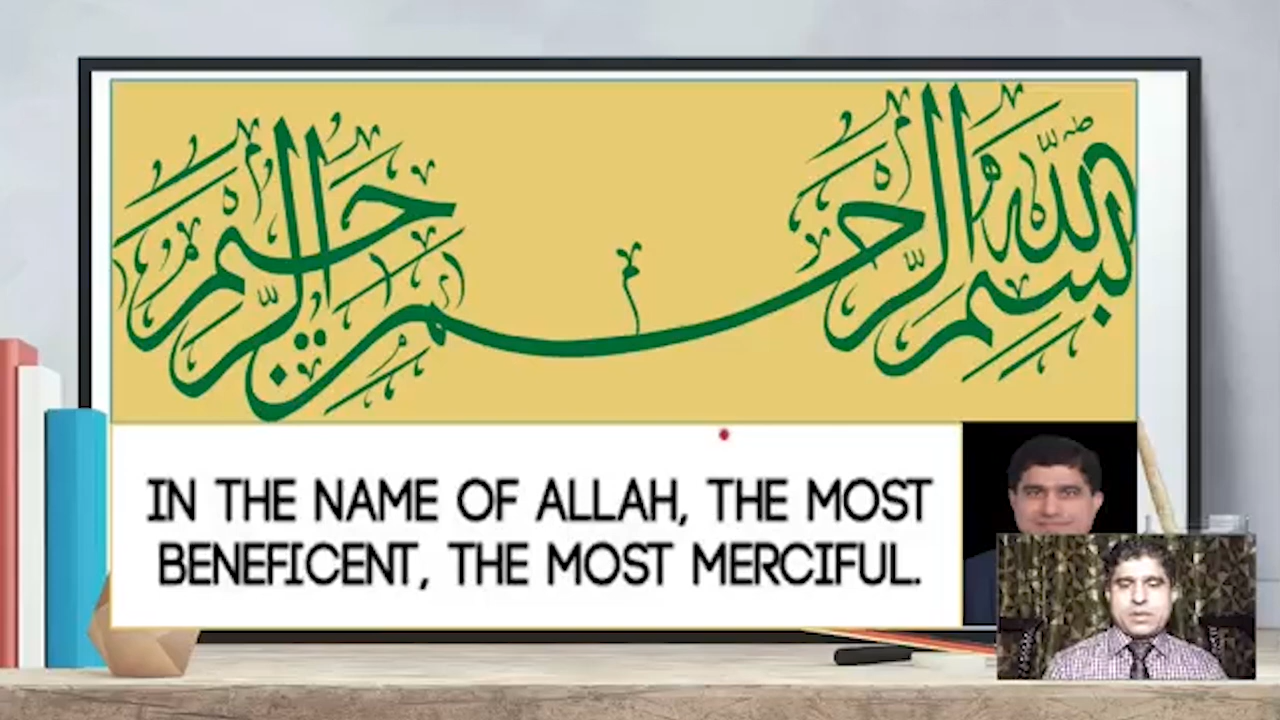 بسم الله الرحمن الرحيم
IN THE NAME OF ALLAH, THE MOST
BENEFICENT, THE MOST MERCIFUL.